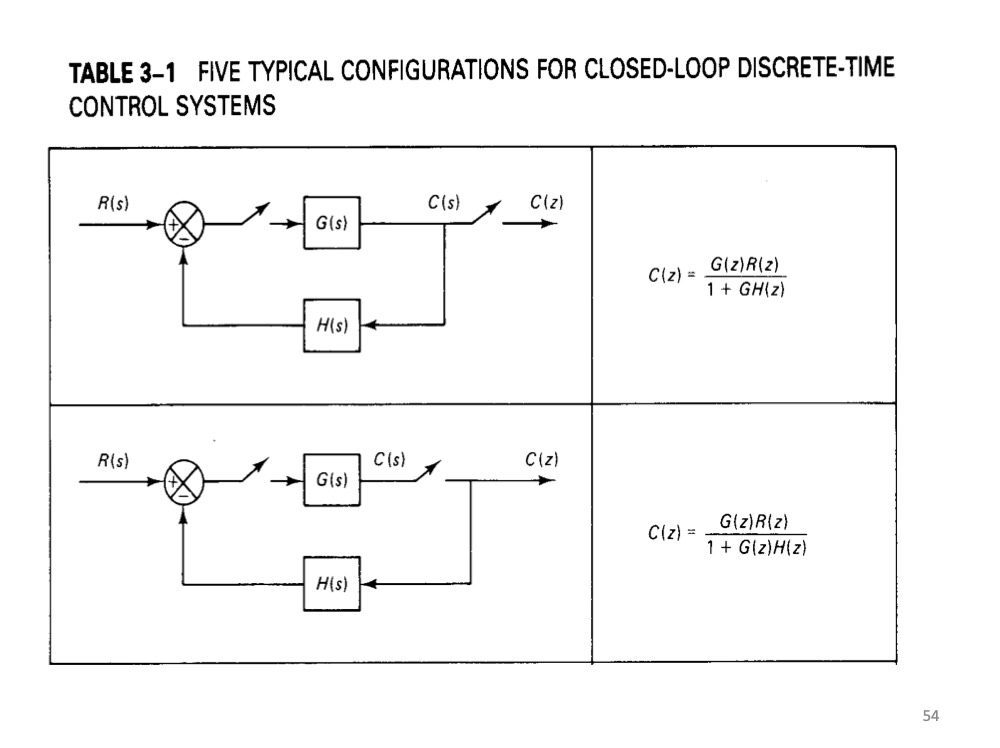 TABLE 3–1 FIVE TYPICAL CONFIGURATIONS FOR CLOSED-LOOP DISCRETE-TIME
CONTROL SYSTEMS
R(s)
+
−
G(s)
C(s)
C(z)
H(s)
C(z) = G(z)R(z)
1 + GH(z)
R(s)
+
−
G(s)
C(s)
C(z)
H(s)
C(z) = G(z)R(z)
1 + G(z)H(z)
54